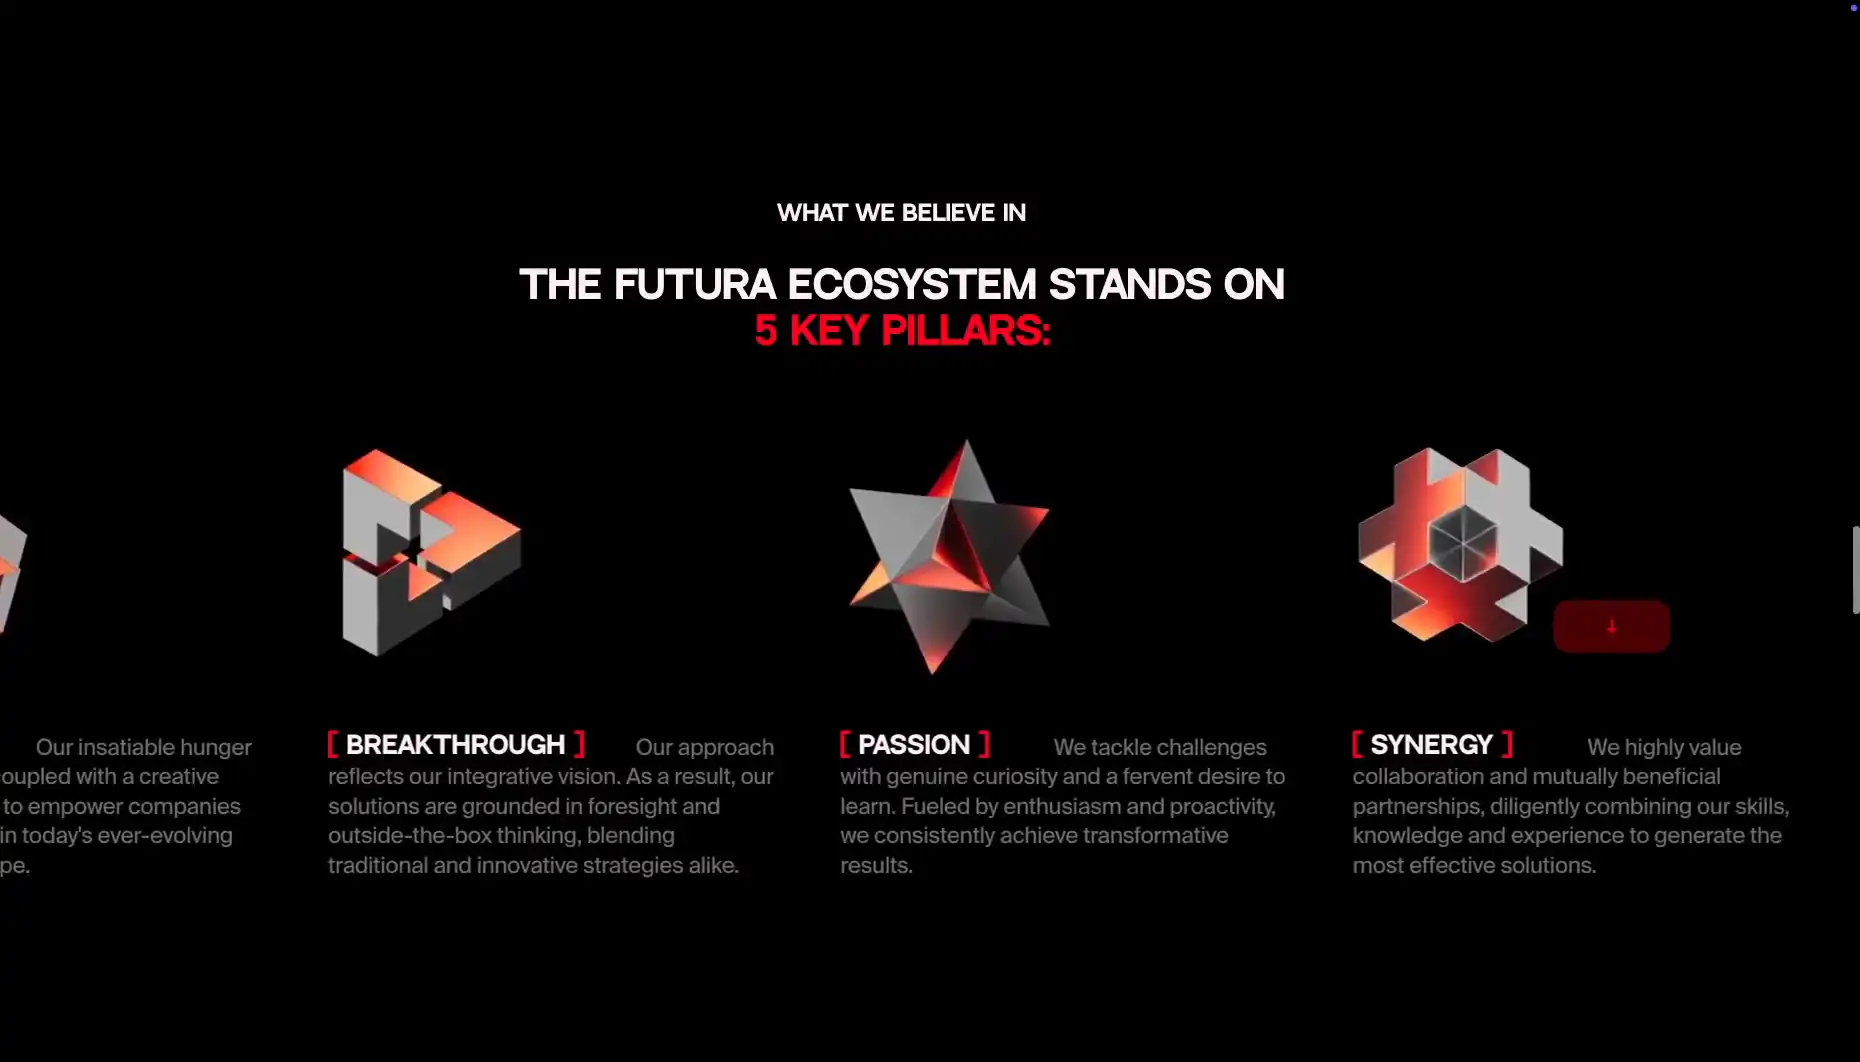 WHAT WE BELIEVE IN
THE FUTURA ECOSYSTEM STANDS ON
5 KEY PILLARS:
Our insatiable hunger
oupled with a creative
to empower companies
in today's ever-evolving
pe.
[ BREAKTHROUGH ] Our approach
reflects our integrative vision. As a result, our
solutions are grounded in foresight and
outside-the-box thinking, blending
traditional and innovative strategies alike.
[ PASSION ] We tackle challenges
with genuine curiosity and a fervent desire to
learn. Fueled by enthusiasm and proactivity,
we consistently achieve transformative
results.
[ SYNERGY ] We highly value
collaboration and mutually beneficial
partnerships, diligently combining our skills,
knowledge and experience to generate the
most effective solutions.